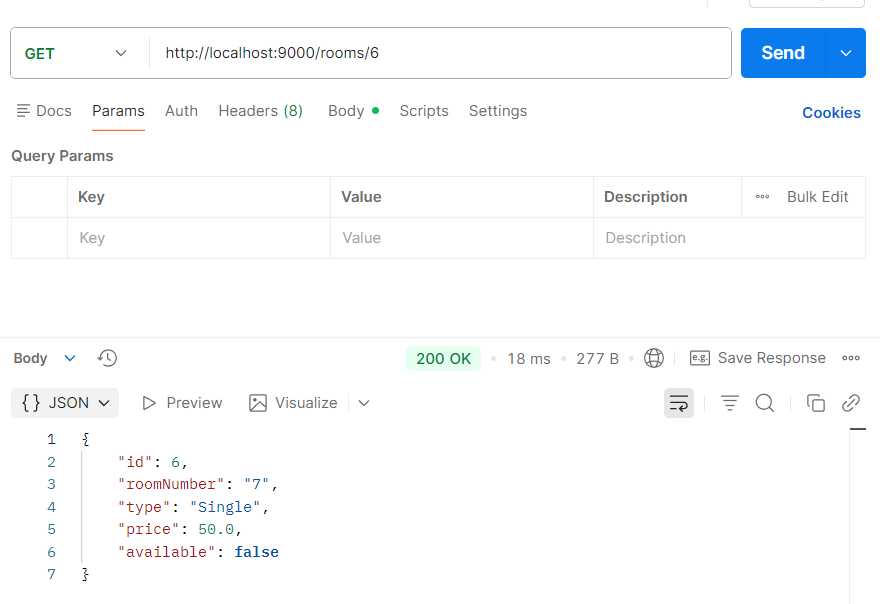 GET http://localhost:9000/rooms/6 Send
Docs Params Auth Headers (8) Body Scripts Settings Cookies
Query Params
Key Value Description Bulk Edit
Key Value Description
Body 200 OK 18 ms 277 B e.g. Save Response
{} JSON Preview Visualize
1 {
2 "id": 6,
3 "roomNumber": "7",
4 "type": "Single",
5 "price": 50.0,
6 "available": false
7 }